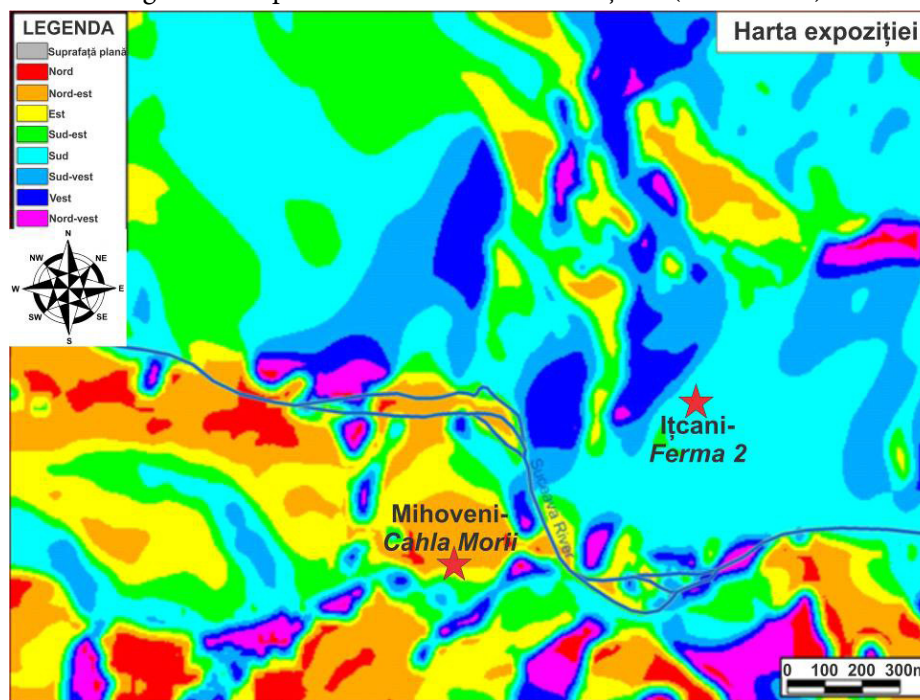 LEGENDA
Suprafață plană
Nord
Nord-est
Est
Sud-est
Sud
Sud-vest
Vest
Nord-vest
Harta expoziției
N
NW
NE
W
E
SW
SE
S
Ițcani-
Ferma 2
Suceava River
Mihoveni-
Cahla Morii
0 100 200 300m